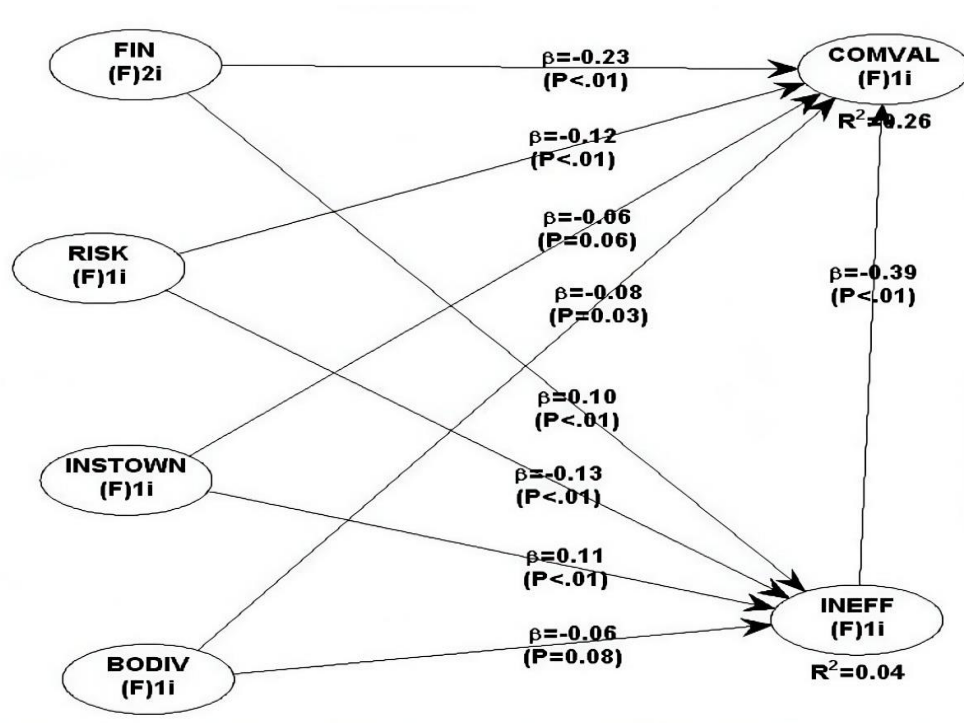 FIN
(F)2i
COMVAL
(F)1i
β=-0.23
(P<.01)
R²=0.26
β=-0.12
(P<.01)
RISK
(F)1i
β=-0.06
(P=0.06)
β=-0.39
(P<.01)
β=-0.08
(P=0.03)
β=0.10
(P<.01)
INSTOWN
(F)1i
β=-0.13
(P<.01)
β=0.11
(P<.01)
INEFF
(F)1i
β=-0.06
(P=0.08)
BODIV
(F)1i
R²=0.04